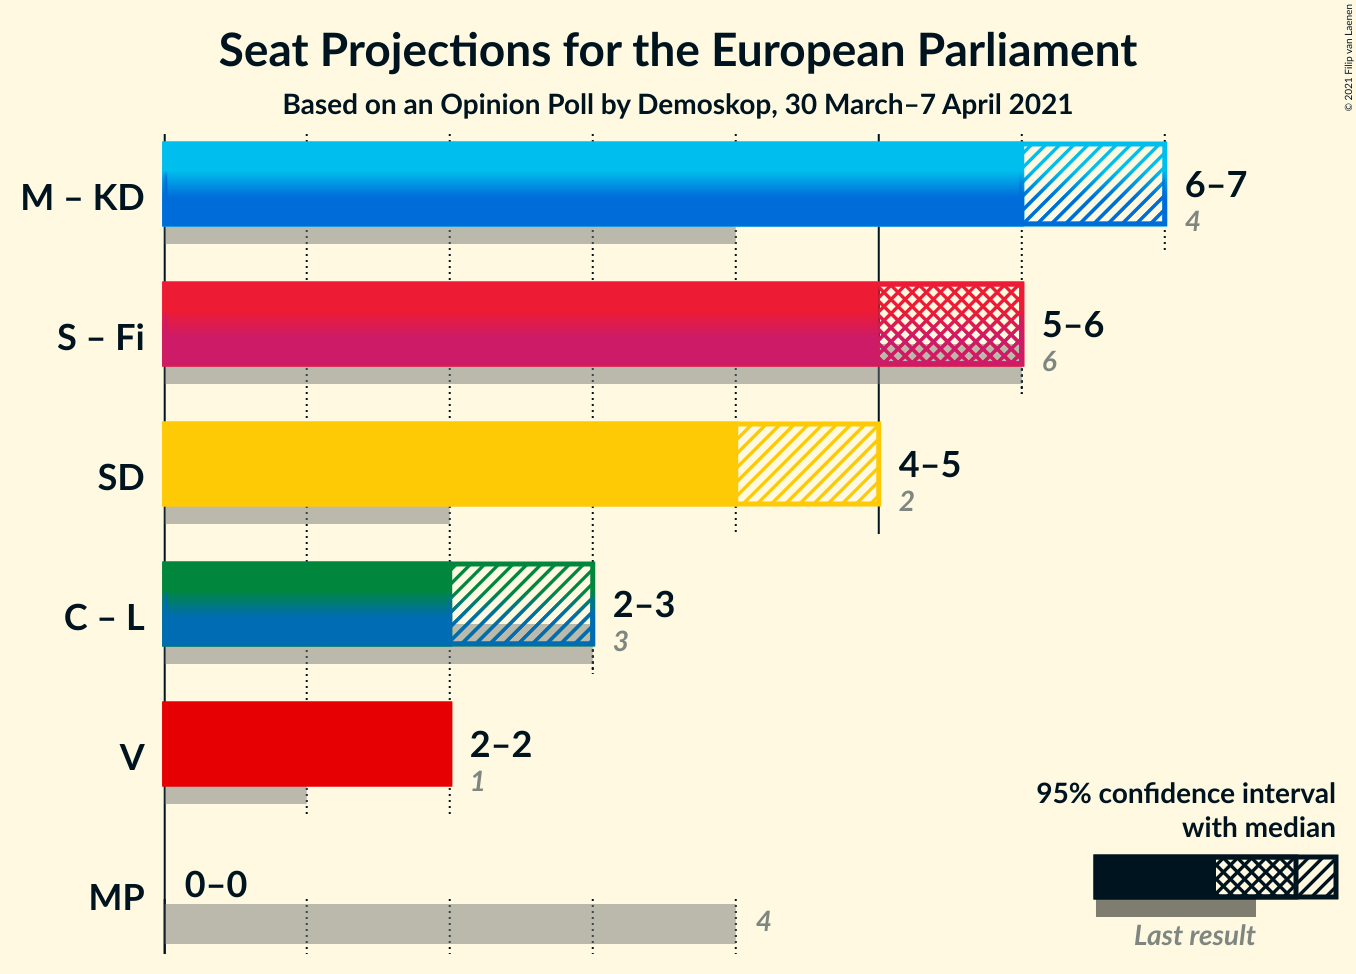 Seat Projections for the European Parliament
Based on an Opinion Poll by Demoskop, 30 March–7 April 2021
© 2021 Filip van Laenen
M – KD
6–7
4
S – Fi
5–6
6
SD
4–5
2
C – L
2–3
3
V
2–2
1
MP
0–0
4
95% confidence interval
with median
Last result